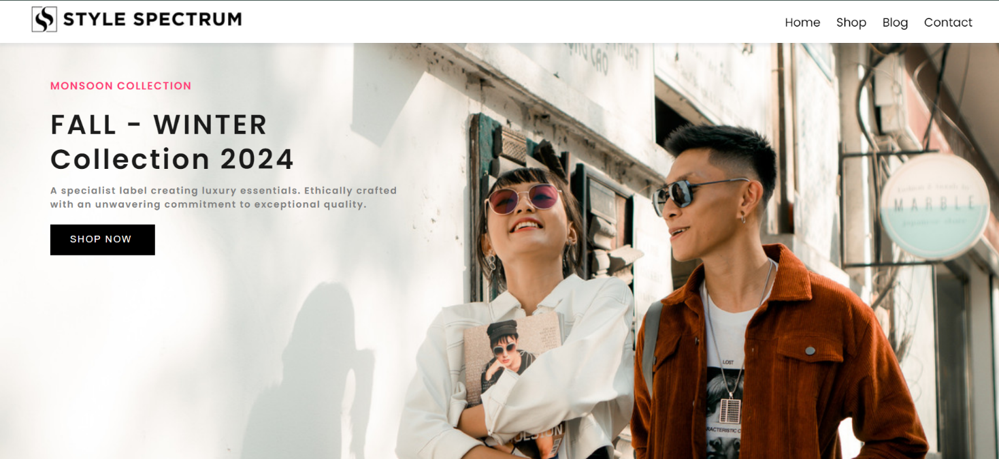 STYLE SPECTRUM
Home Shop Blog Contact
MONSOON COLLECTION
FALL - WINTER
Collection 2024
A specialist label creating luxury essentials. Ethically crafted
with an unwavering commitment to exceptional quality.
SHOP NOW
MARBLE
LOST